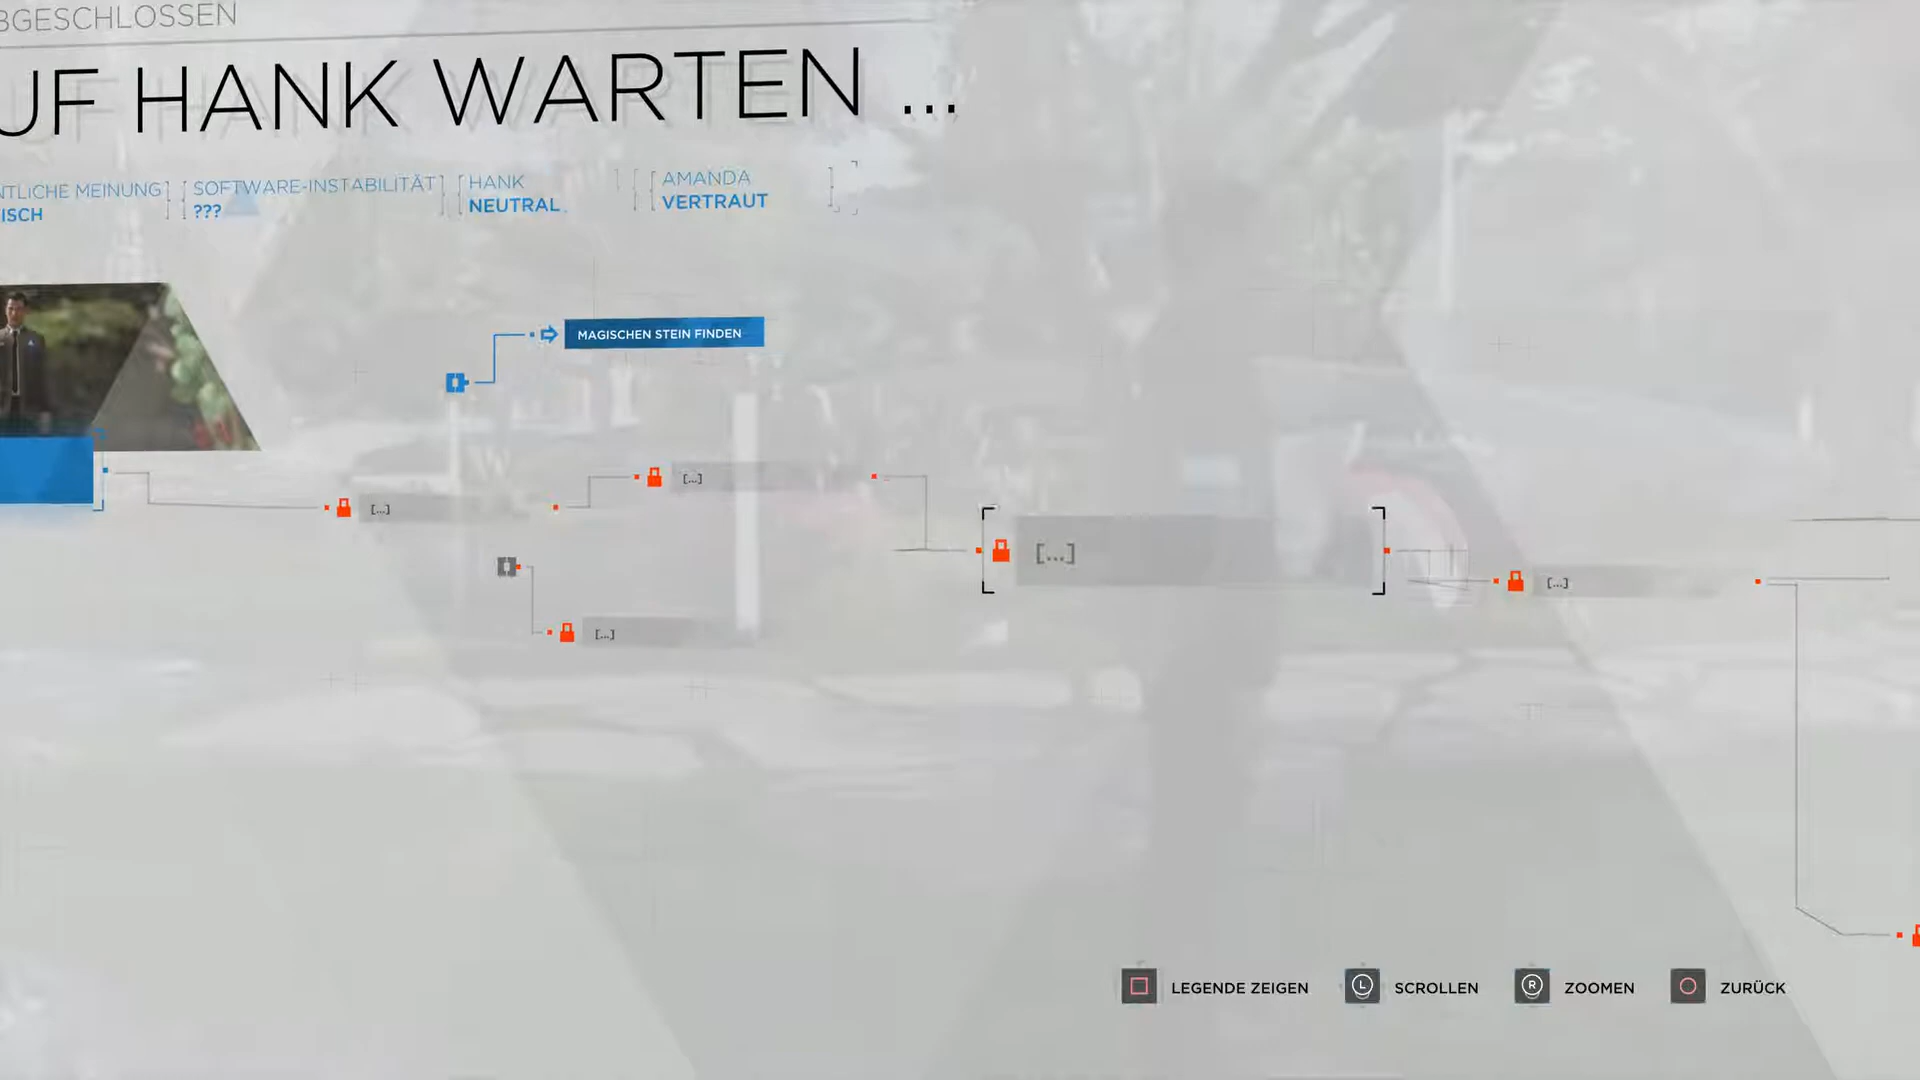 BGESCHLOSSEN
UF HANK WARTEN ...
NTLICHE MEINUNG
ISCH
SOFTWARE-INSTABILITÄT
???
HANK
NEUTRAL
AMANDA
VERTRAUT
MAGISCHEN STEIN FINDEN
[...]
[...]
[...]
[...]
[...]
LEGENDE ZEIGEN
L SCROLLEN
R ZOOMEN
ZURÜCK